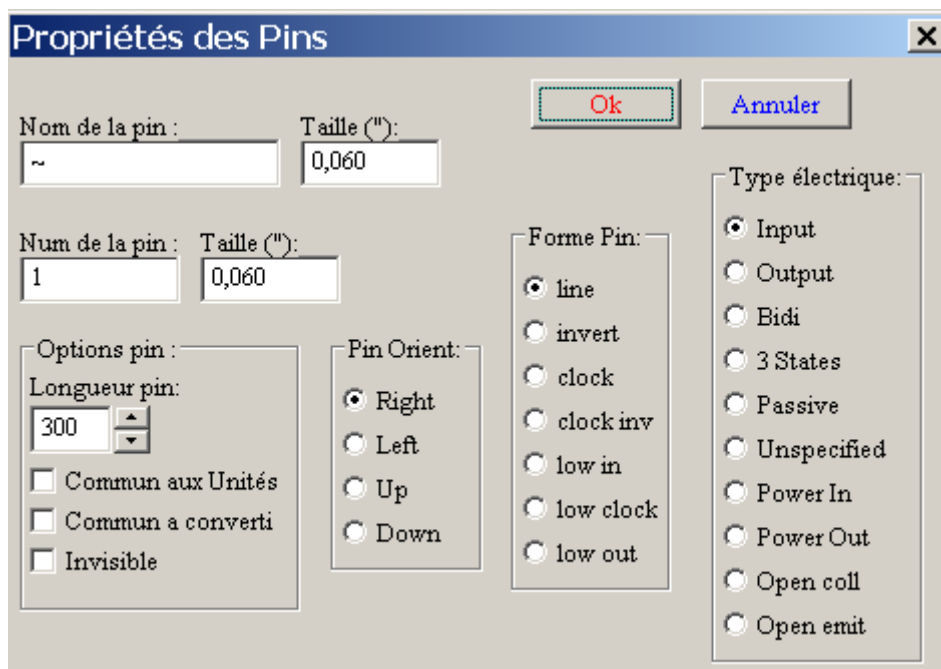 Propriétés des Pins
Ok
Annuler
Nom de la pin :
Taille ("):
~
0,060
Num de la pin :
Taille ("):
1
0,060
Options pin :
Longueur pin:
300
Commun aux Unités
Commun a converti
Invisible
Pin Orient:
Right
Left
Up
Down
Forme Pin:
line
invert
clock
clock inv
low in
low clock
low out
Type électrique:
Input
Output
Bidi
3 States
Passive
Unspecified
Power In
Power Out
Open coll
Open emit